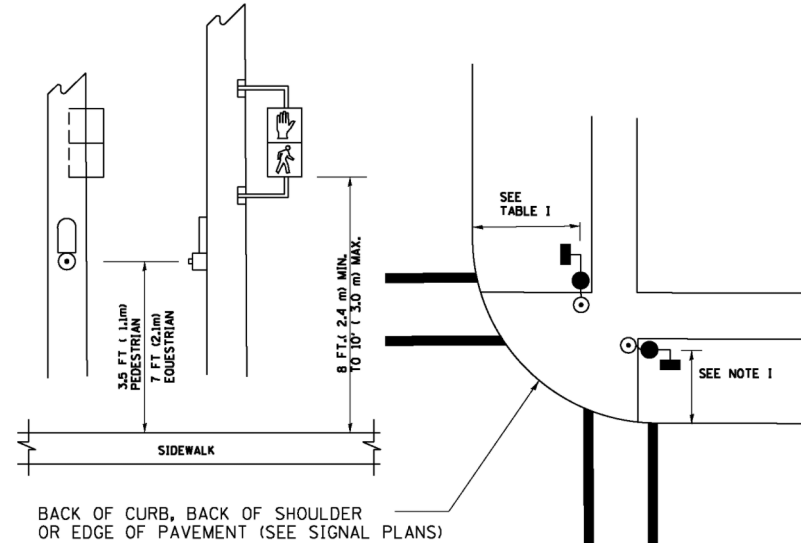 3.5 FT ( 1.1m)
PEDESTRIAN
7 FT (2.1m)
EQUESTRIAN
8 FT.( 2.4 m) MIN.
TO 10' ( 3.0 m) MAX.
SIDEWALK
SEE
TABLE I
SEE NOTE I
BACK OF CURB, BACK OF SHOULDER
OR EDGE OF PAVEMENT (SEE SIGNAL PLANS)